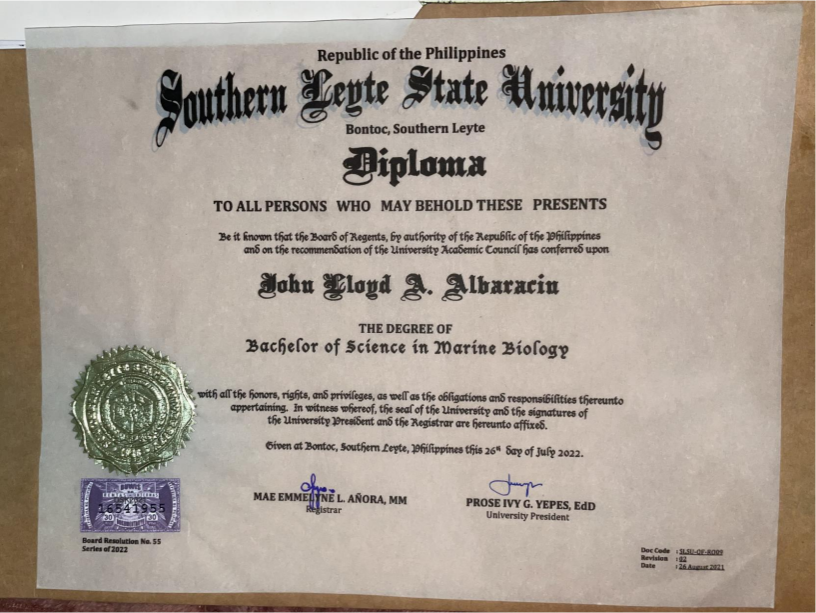 Republic of the Philippines
Southern Leyte State University
Bontoc, Southern Leyte
Diploma
TO ALL PERSONS WHO MAY BEHOLD THESE PRESENTS
Be it known that the Board of Regents, by authority of the Republic of the Philippines
and on the recommendation of the University Academic Council has conferred upon
John Lloyd A. Albaracin
THE DEGREE OF
Bachelor of Science in Marine Biology
with all the honors, rights, and privileges, as well as the obligations and responsibilities thereunto
appertaining. In witness whereof, the seal of the University and the signatures of
the University President and the Registrar are hereunto affixed.
Given at Bontoc, Southern Leyte, Philippines this 26th day of July 2022.
MAE EMMELYNE L. AÑORA, MM
Registrar
PROSE IVY G. YEPES, EdD
University President
16541955
Board Resolution No. 55
Series of 2022
Doc Code : SLSU-QF-RO09
Revision : 02
Date : 26 August 2021